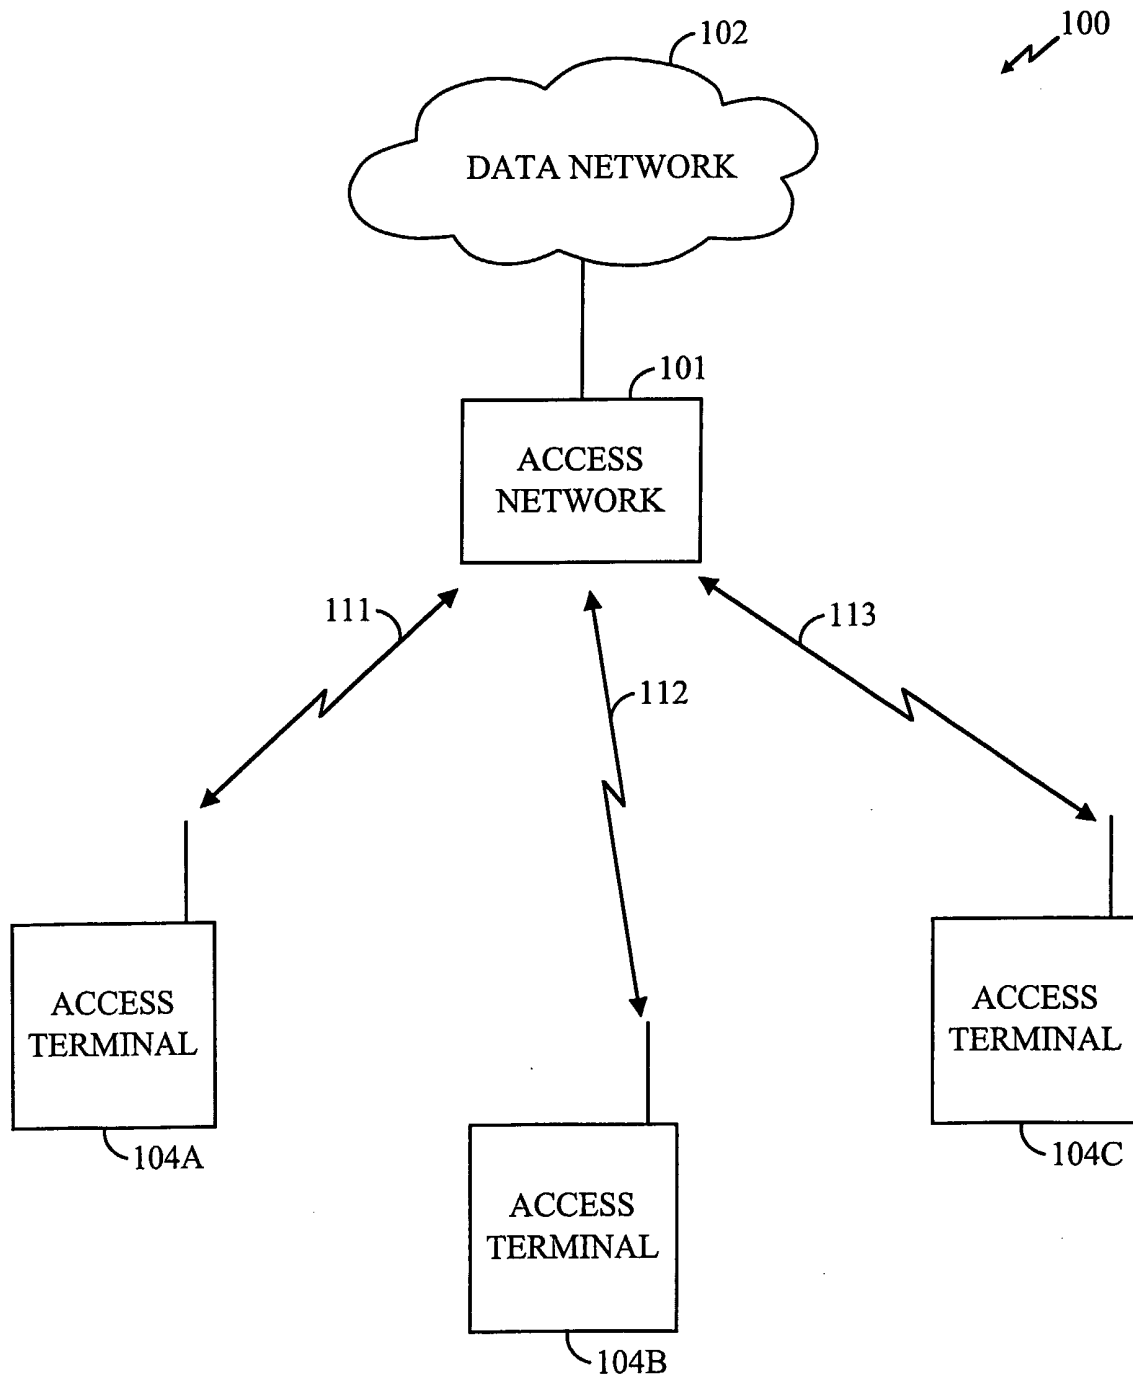 102
100
DATA NETWORK
101
ACCESS
NETWORK
111
113
112
ACCESS
TERMINAL
ACCESS
TERMINAL
104A
104C
ACCESS
TERMINAL
104B